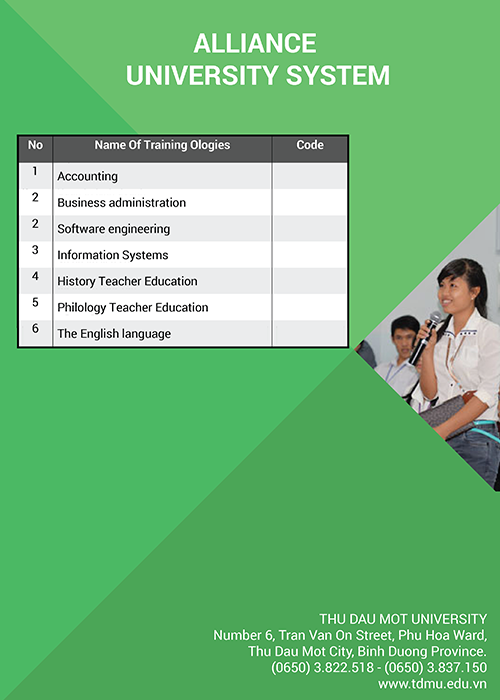 ALLIANCE
UNIVERSITY SYSTEM
No Name Of Training Ologies Code
1 Accounting
2 Business administration
2 Software engineering
3 Information Systems
4 History Teacher Education
5 Philology Teacher Education
6 The English language
THU DAU MOT UNIVERSITY
Number 6, Tran Van On Street, Phu Hoa Ward,
Thu Dau Mot City, Binh Duong Province.
(0650) 3.822.518 - (0650) 3.837.150
www.tdmu.edu.vn